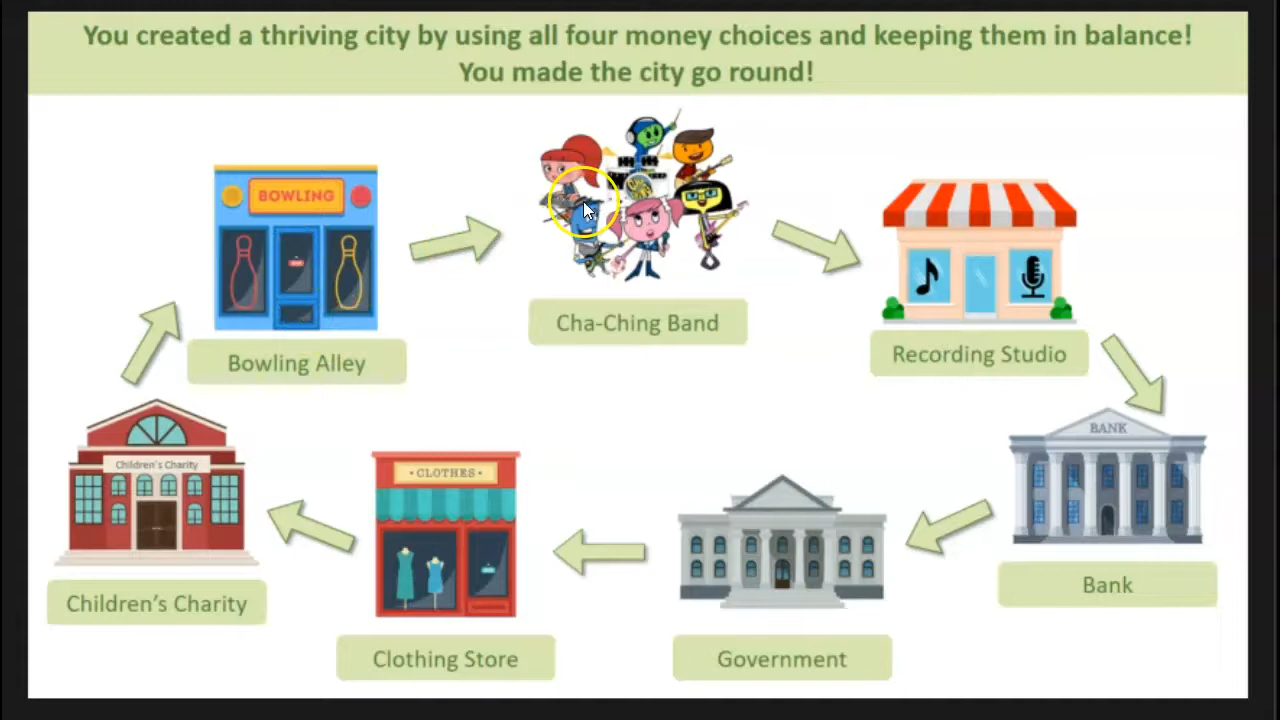 You created a thriving city by using all four money choices and keeping them in balance!
You made the city go round!
BOWLING
Bowling Alley
Cha-Ching Band
Recording Studio
BANK
Bank
Children's Charity
Children's Charity
•CLOTHES•
Clothing Store
Government